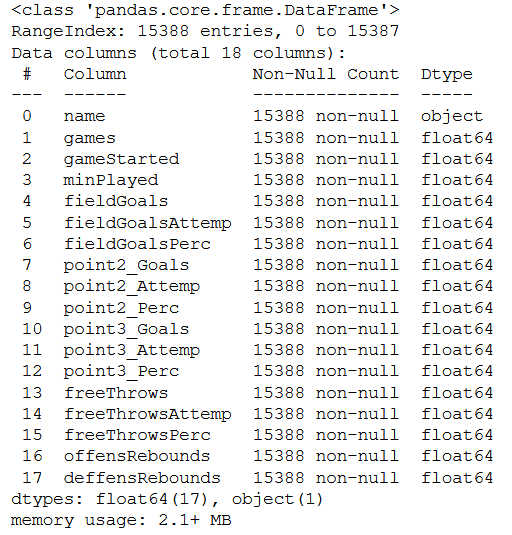 <class 'pandas.core.frame.DataFrame'>
RangeIndex: 15388 entries, 0 to 15387
Data columns (total 18 columns):
 #   Column            Non-Null Count  Dtype
---  ------            --------------  -----
 0   name              15388 non-null  object
 1   games             15388 non-null  float64
 2   gameStarted       15388 non-null  float64
 3   minPlayed         15388 non-null  float64
 4   fieldGoals        15388 non-null  float64
 5   fieldGoalsAttemp  15388 non-null  float64
 6   fieldGoalsPerc    15388 non-null  float64
 7   point2_Goals      15388 non-null  float64
 8   point2_Attemp     15388 non-null  float64
 9   point2_Perc       15388 non-null  float64
 10  point3_Goals      15388 non-null  float64
 11  point3_Attemp     15388 non-null  float64
 12  point3_Perc       15388 non-null  float64
 13  freeThrows        15388 non-null  float64
 14  freeThrowsAttemp  15388 non-null  float64
 15  freeThrowsPerc    15388 non-null  float64
 16  offensRebounds    15388 non-null  float64
 17  deffensRebounds   15388 non-null  float64
dtypes: float64(17), object(1)
memory usage: 2.1+ MB